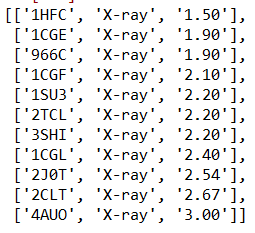 [['1HFC', 'X-ray', '1.50'],
['1CGE', 'X-ray', '1.90'],
['966C', 'X-ray', '1.90'],
['1CGF', 'X-ray', '2.10'],
['1SU3', 'X-ray', '2.20'],
['2TCL', 'X-ray', '2.20'],
['3SHI', 'X-ray', '2.20'],
['1CGL', 'X-ray', '2.40'],
['2J0T', 'X-ray', '2.54'],
['2CLT', 'X-ray', '2.67'],
['4AUO', 'X-ray', '3.00']]